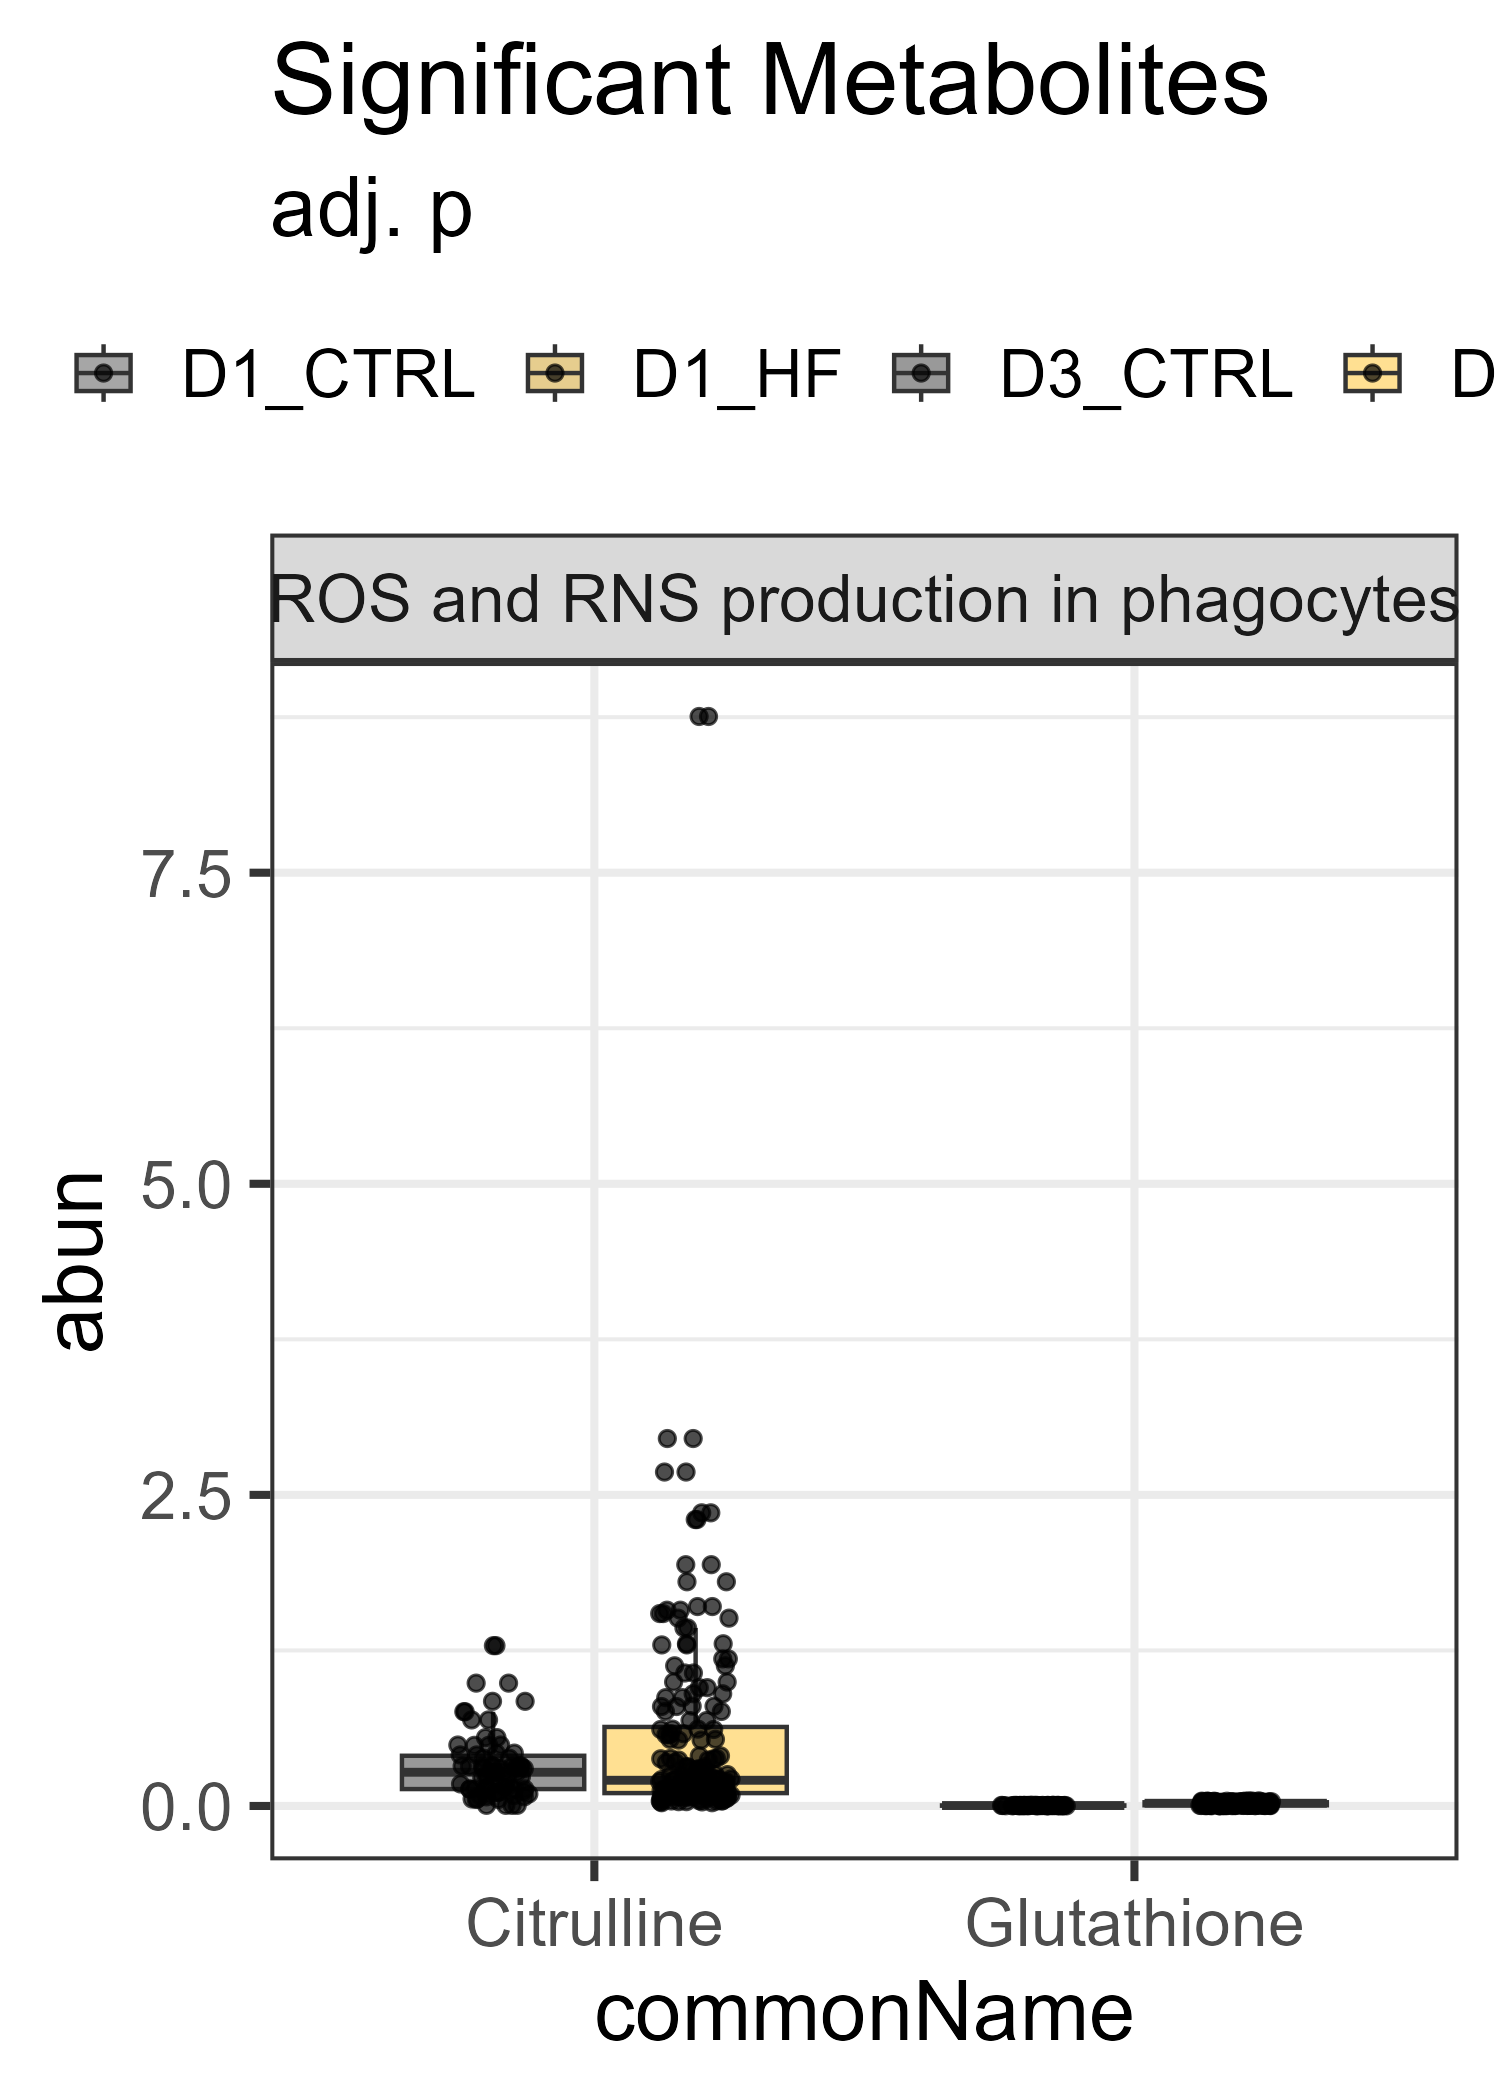 Significant Metabolites
adj. p
D1_CTRL D1_HF D3_CTRL D
ROS and RNS production in phagocytes
7.5
5.0
2.5
0.0
abun
Citrulline Glutathione
commonName